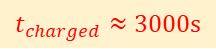 t_charged ≈ 3000s